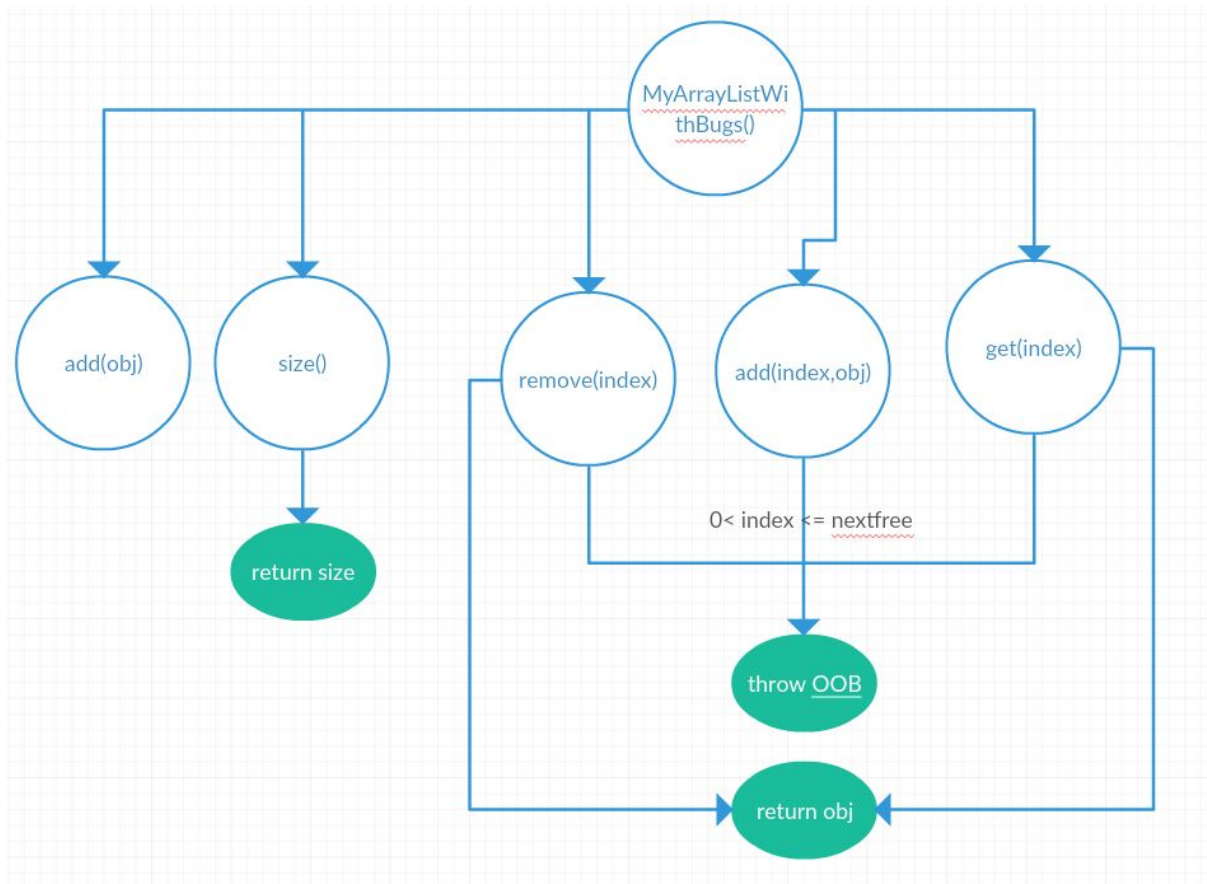 MyArrayListWi
thBugs()
add(obj)
size()
remove(index)
add(index,obj)
get(index)
0< index <= nextfree
return size
throw OOB
return obj